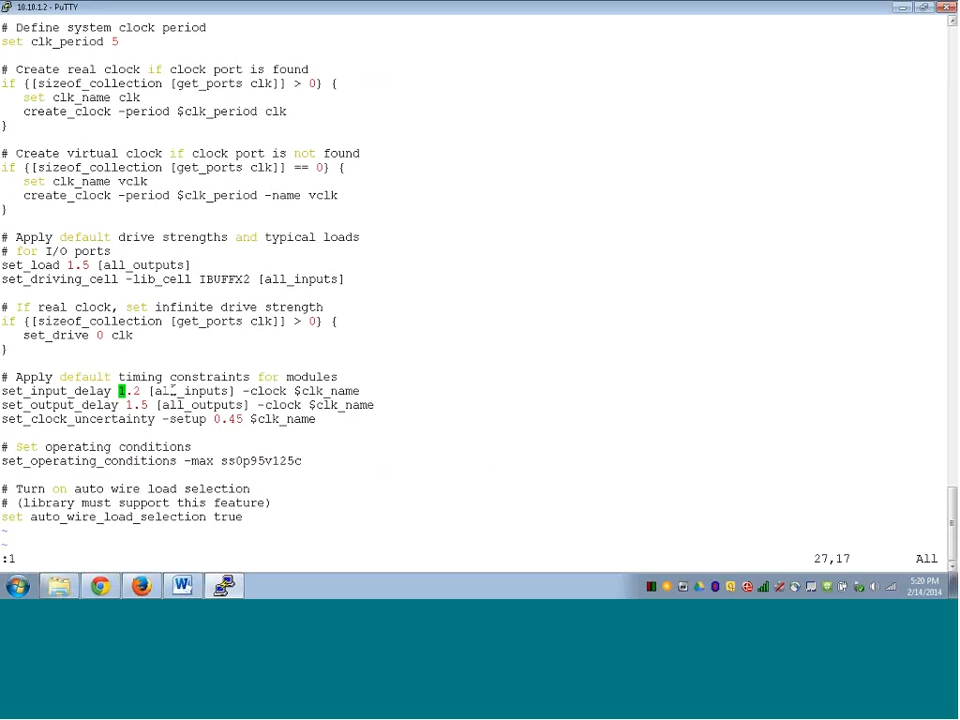 10.10.1.2 - PuTTY
# Define system clock period
set clk_period 5
# Create real clock if clock port is found
if {[sizeof_collection [get_ports clk]] > 0} {
set clk_name clk
create_clock -period $clk_period clk
}
# Create virtual clock if clock port is not found
if {[sizeof_collection [get_ports clk]] == 0} {
set clk_name vclk
create_clock -period $clk_period -name vclk
}
# Apply default drive strengths and typical loads
# for I/O ports
set_load 1.5 [all_outputs]
set_driving_cell -lib_cell IBUFFX2 [all_inputs]
# If real clock, set infinite drive strength
if {[sizeof_collection [get_ports clk]] > 0} {
set_drive 0 clk
}
# Apply default timing constraints for modules
set_input_delay 1.2 [all_inputs] -clock $clk_name
set_output_delay 1.5 [all_outputs] -clock $clk_name
set_clock_uncertainty -setup 0.45 $clk_name
# Set operating conditions
set_operating_conditions -max ss0p95v125c
# Turn on auto wire load selection
# (library must support this feature)
set auto_wire_load_selection true
~
~
:1 27,17 All
5:20 PM
2/14/2014